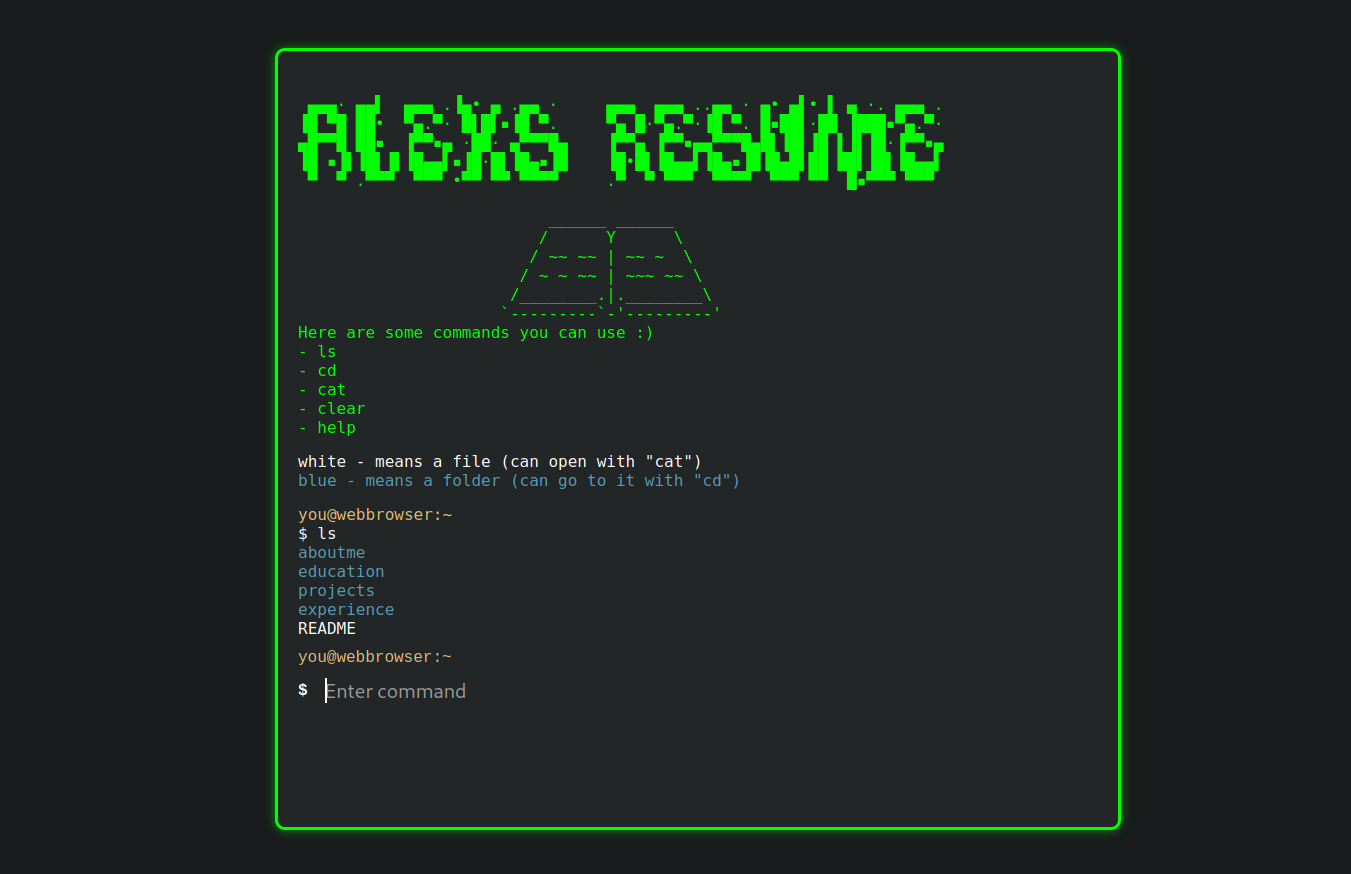 ALEX'S RESUME
Here are some commands you can use :)
- ls
- cd
- cat
- clear
- help
white - means a file (can open with "cat")
blue - means a folder (can go to it with "cd")
you@webbrowser:~
$ ls
aboutme
education
projects
experience
README
you@webbrowser:~
$ Enter command